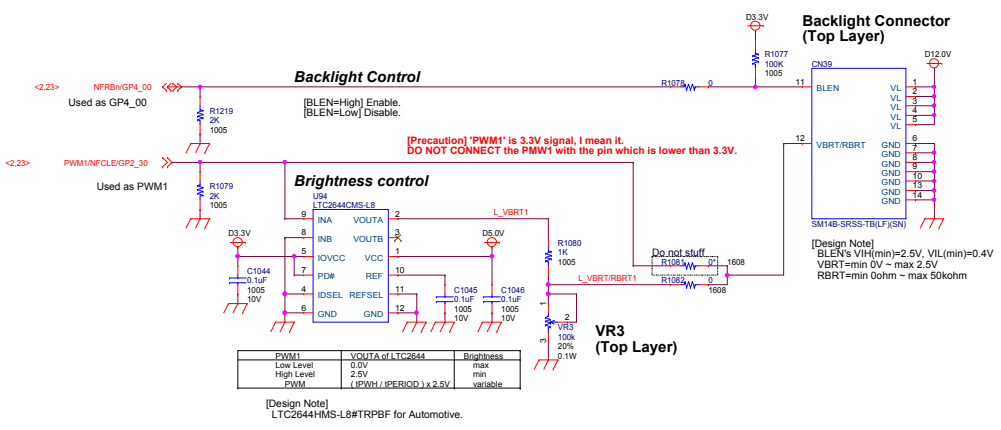 Backlight Connector
(Top Layer)
D3.3V
R1077
100K
1005
CN39
D12.0V
<2,23> NFRBn/GP4_00
Used as GP4_00
Backlight Control
[BLEN=High] Enable.
[BLEN=Low] Disable.
R1219
2K
1005
R1078 0
11 BLEN
VL 1
VL 2
VL 3
VL 4
VL 5
12 VBRT/RBRT
GND 6
GND 7
GND 8
GND 9
GND 10
GND 13
GND 14
SM14B-SRSS-TB(LF)(SN)
[Design Note]
BLEN's VIH(min)=2.5V, VIL(min)=0.4V
VBRT=min 0V ~ max 2.5V
RBRT=min 0ohm ~ max 50kohm
[Precaution] 'PWM1' is 3.3V signal, I mean it.
DO NOT CONNECT the PMW1 with the pin which is lower than 3.3V.
<2,23> PWM1/NFCLE/GP2_30
Used as PWM1
R1079
2K
1005
Brightness control
U94
LTC2644CMS-L8
9 INA VOUTA 2
8 INB VOUTB 3
5 IOVCC VCC 1
7 PD# REF 10
4 IDSEL REFSEL 11
6 GND GND 12
D3.3V
C1044
0.1uF
1005
10V
D5.0V
C1045
0.1uF
1005
10V
C1046
0.1uF
1005
10V
L_VBRT1
R1080
1K
1005
L_VBRT/RBRT1
Do not stuff
R1081 0* 1608
R1082 0
1608
1
2
3
VR3
100k
20%
0.1W
VR3
(Top Layer)
PWM1 VOUTA of LTC2644 Brightness
Low Level 0.0V max
High Level 2.5V min
PWM ( tPWH / tPERIOD ) x 2.5V variable
[Design Note]
LTC2644HMS-L8#TRPBF for Automotive.